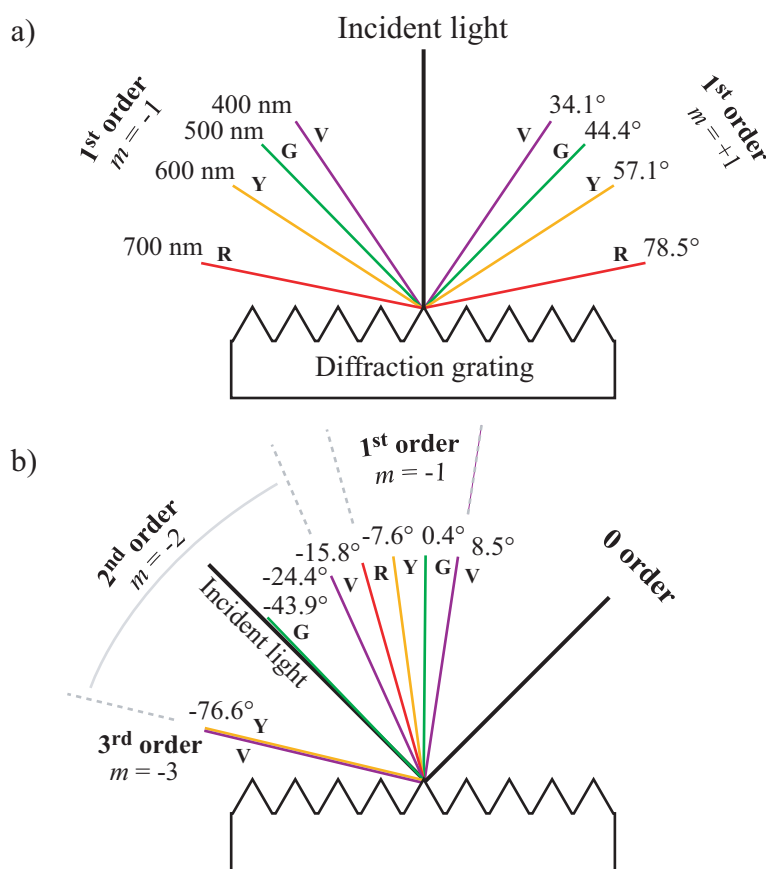 a)
Incident light
1st order
m = -1
400 nm
500 nm
600 nm
700 nm
V
G
Y
R
34.1°
44.4°
57.1°
78.5°
V
G
Y
R
1st order
m = +1
Diffraction grating
b)
1st order
m = -1
2nd order
m = -2
-15.8°
-7.6°
0.4°
8.5°
-24.4°
-43.9°
V
R
Y
G
V
G
Incident light
0 order
-76.6°
Y
V
3rd order
m = -3